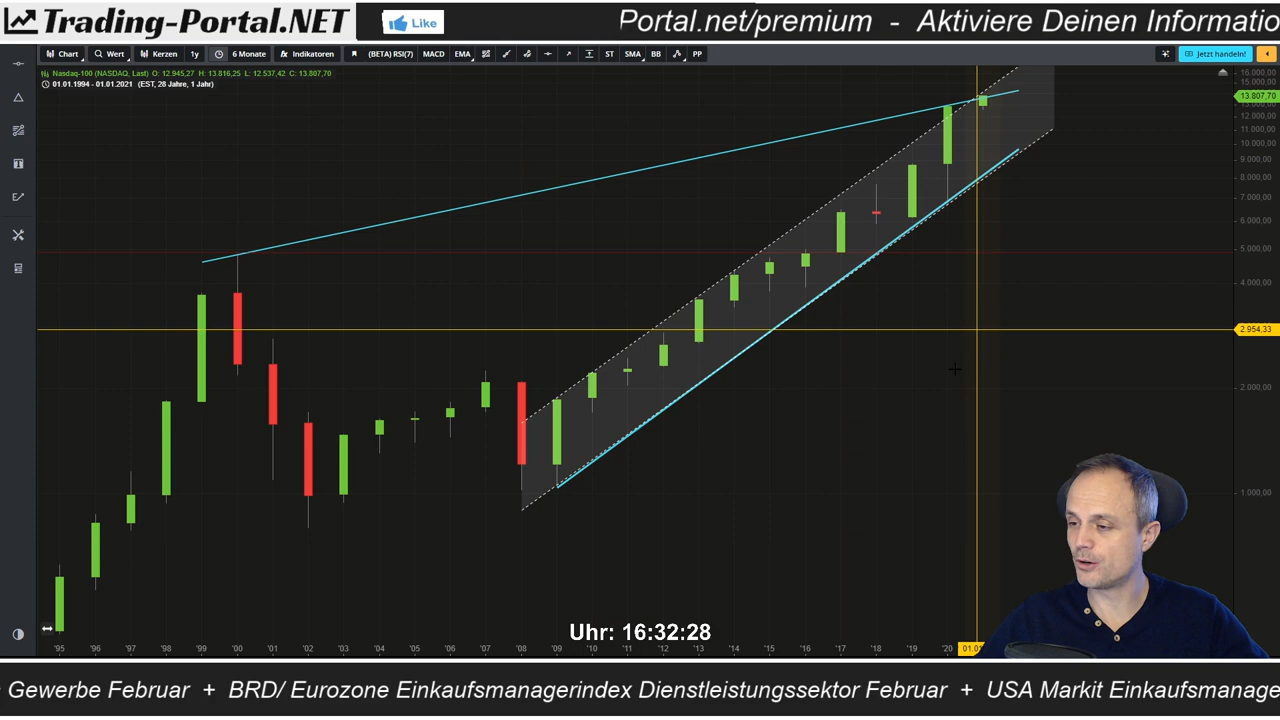 Trading-Portal.NET
Like
Portal.net/premium - Aktiviere Deinen Informatio
Chart
Wert
Kerzen
1y
6 Monate
Indikatoren
(BETA) RSI(7)
MACD
EMA
ST
SMA
BB
PP
Jetzt handeln!
Nasdaq-100 (NASDAQ, Last) O: 12.945,27 H: 13.816,25 L: 12.537,42 C: 13.807,70
01.01.1994 - 01.01.2021 (EST, 28 Jahre, 1 Jahr)
16.000,00
15.000,00
13.807,70
12.000,00
11.000,00
10.000,00
9.000,00
8.000,00
7.000,00
6.000,00
5.000,00
4.000,00
2.954,33
2.000,00
1.000,00
Uhr: 16:32:28
'95 '96 '97 '98 '99 '00 '01 '02 '03 '04 '05 '06 '07 '08 '09 '10 '11 '12 '13 '14 '15 '16 '17 '18 '19 '20 01.01
Gewerbe Februar + BRD/ Eurozone Einkaufsmanagerindex Dienstleistungssektor Februar + USA Markit Einkaufsmanage